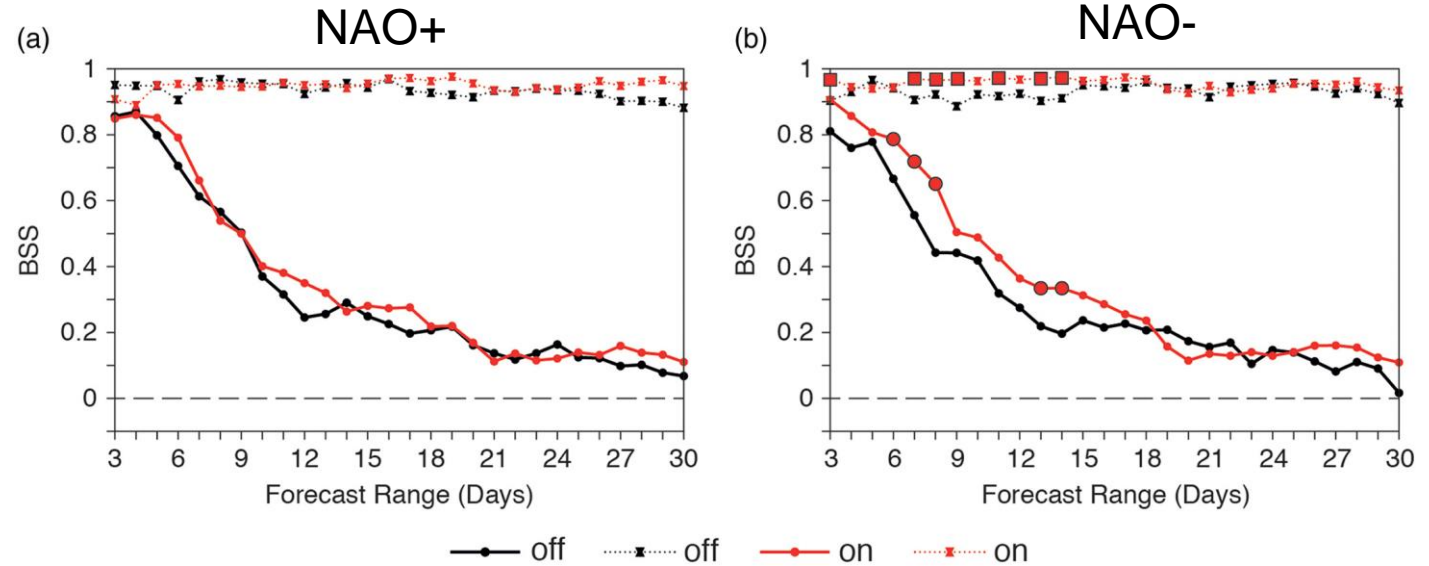 (a) NAO+
1
0.8
0.6
0.4
0.2
0
BSS
3 6 9 12 15 18 21 24 27 30
Forecast Range (Days)
(b) NAO-
1
0.8
0.6
0.4
0.2
0
BSS
3 6 9 12 15 18 21 24 27 30
Forecast Range (Days)
off off on on